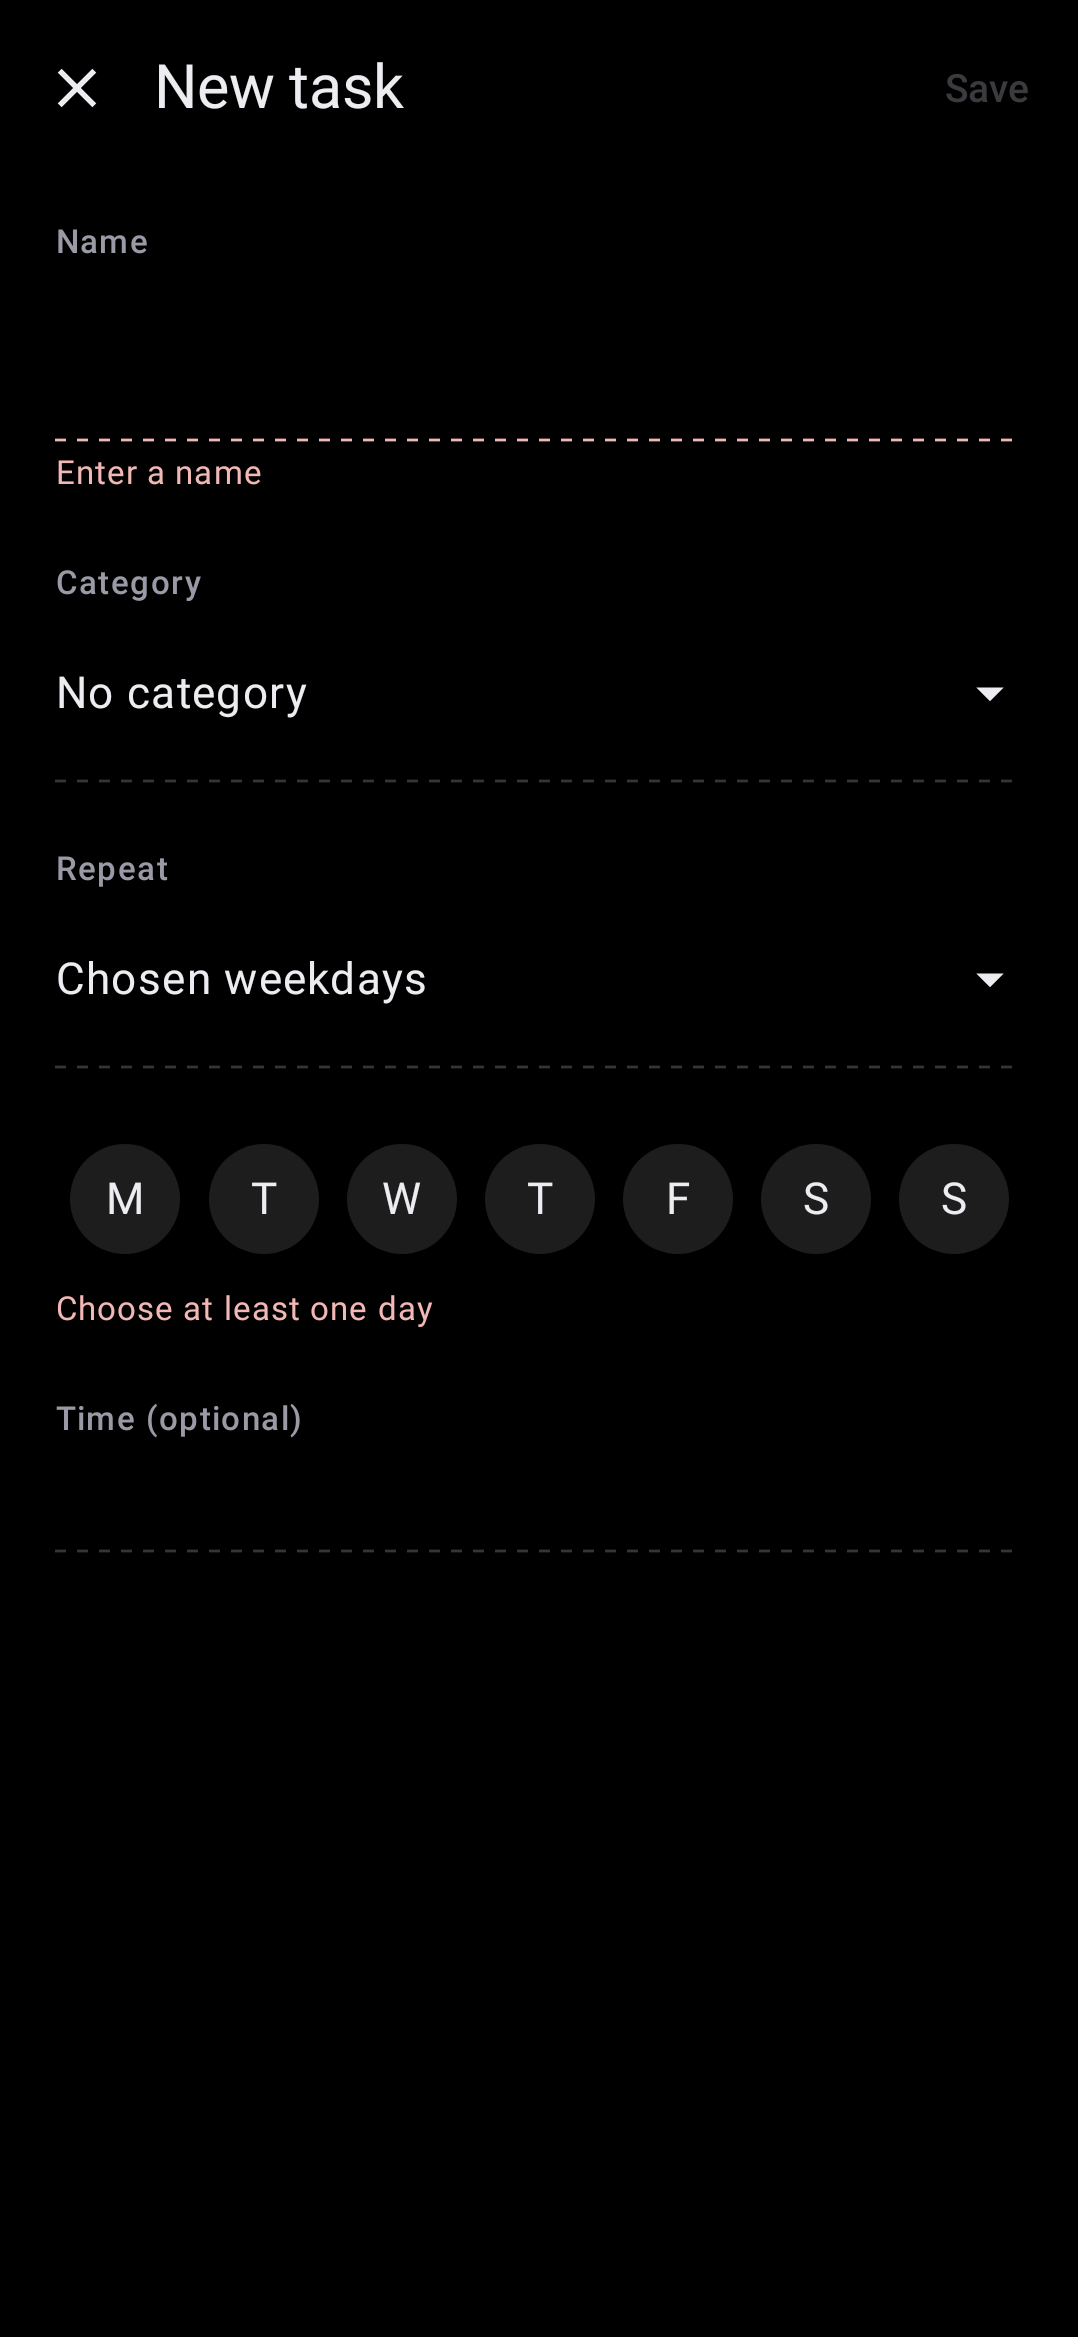 New task
Save
Name
Enter a name
Category
No category
Repeat
Chosen weekdays
M T W T F S S
Choose at least one day
Time (optional)